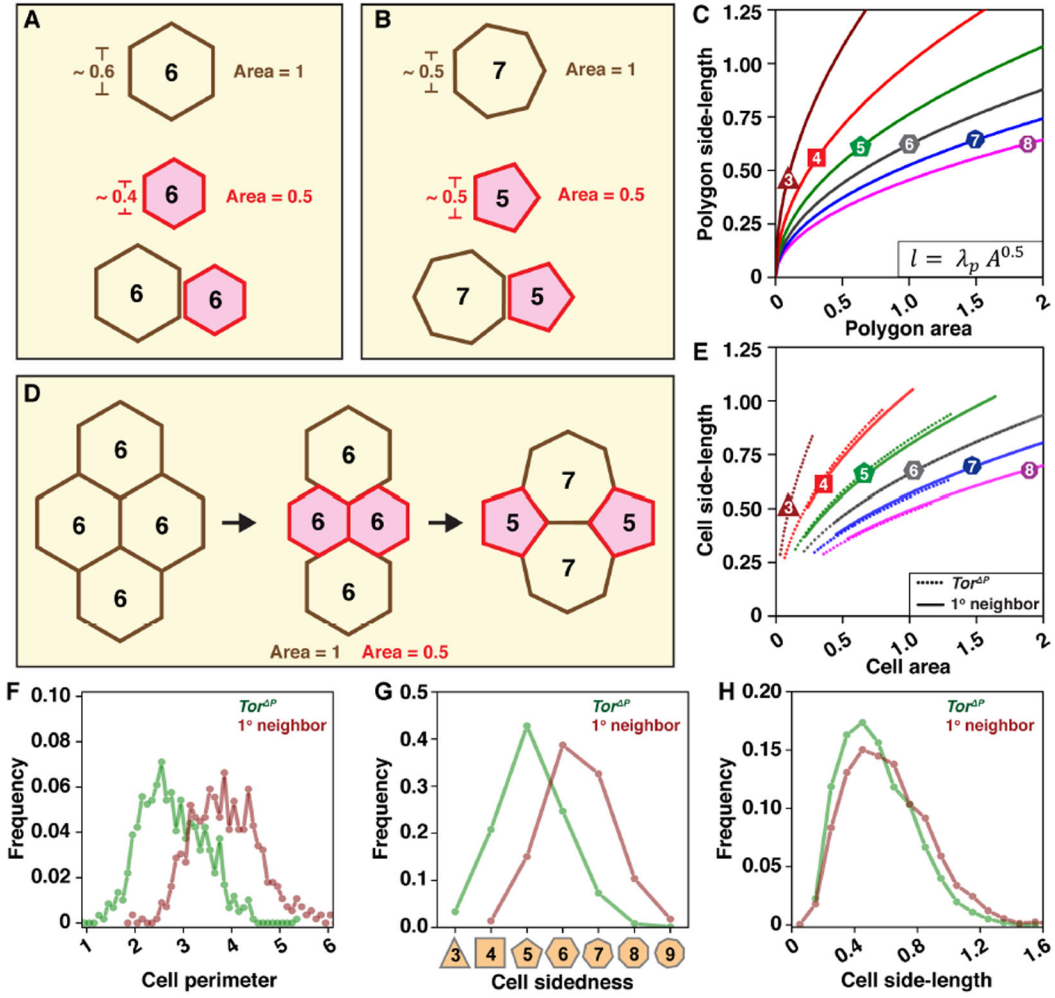 A
~ 0.6
6
Area = 1
~ 0.4
6
Area = 0.5
6
6
B
~ 0.5
7
Area = 1
~ 0.5
5
Area = 0.5
7
5
C
Polygon side-length
1.25
1.00
0.75
0.50
0.25
0
3
4
5
6
7
8
l = λp A^0.5
0
0.5
1.0
1.5
2
Polygon area
D
6
6
6
6
6
6
6
6
7
5
5
7
Area = 1
Area = 0.5
E
Cell side-length
1.25
1.00
0.75
0.50
0.25
0
3
4
5
6
7
8
Tor^ΔP
1° neighbor
0
0.5
1.0
1.5
2
Cell area
F
Frequency
0.10
0.08
0.06
0.04
0.02
0
Tor^ΔP
1° neighbor
1
2
3
4
5
6
Cell perimeter
G
Frequency
0.5
0.4
0.3
0.2
0.1
0.0
Tor^ΔP
1° neighbor
3
4
5
6
7
8
9
Cell sidedness
H
Frequency
0.20
0.15
0.10
0.05
0
Tor^ΔP
1° neighbor
0
0.4
0.8
1.2
1.6
Cell side-length